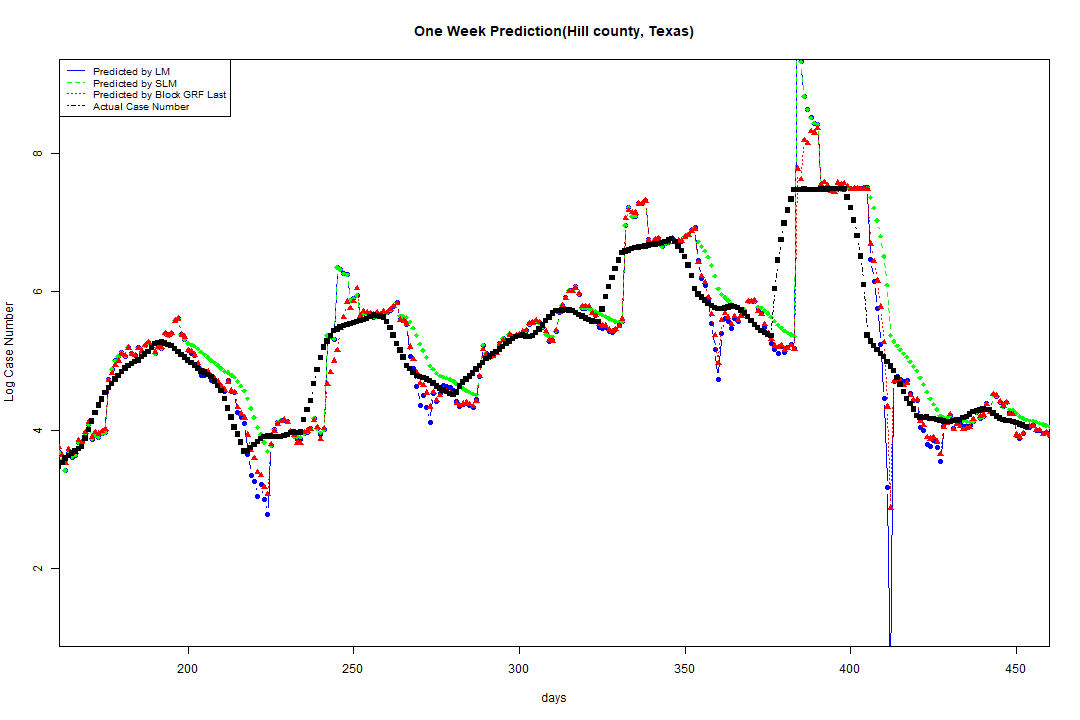 One Week Prediction(Hill county, Texas)
Predicted by LM
Predicted by SLM
Predicted by Block GRF Last
Actual Case Number
8
6
4
2
Log Case Number
200 250 300 350 400 450
days